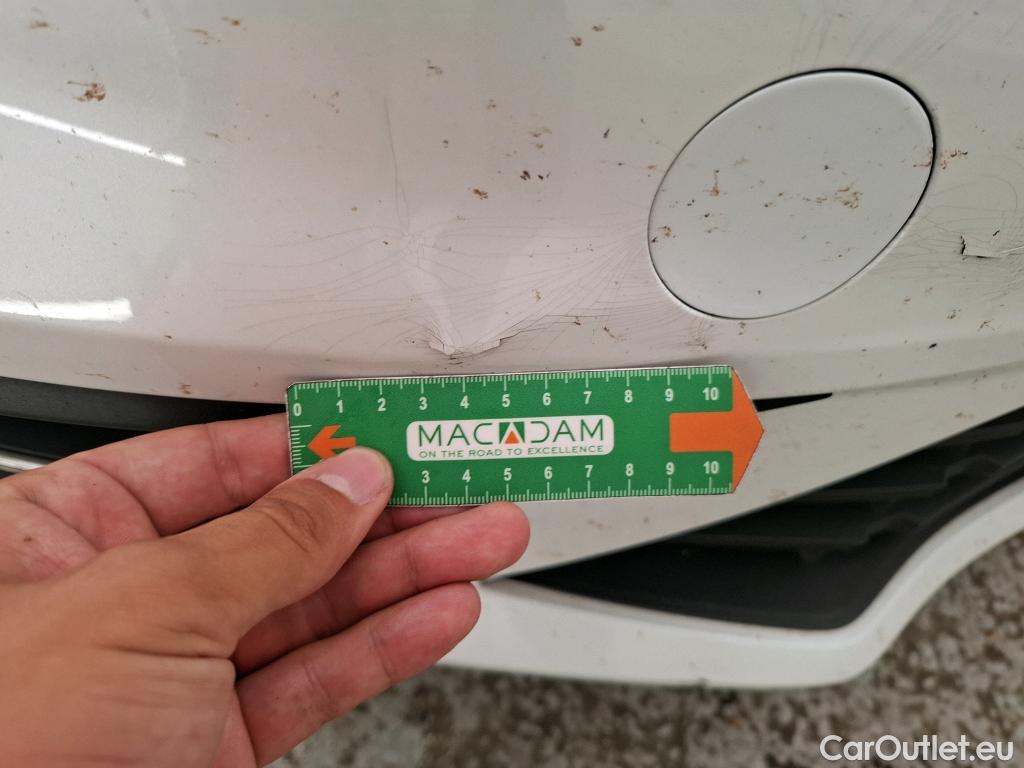 0 1 2 3 4 5 6 7 8 9 10
MACADAM
ON THE ROAD TO EXCELLENCE
3 4 5 6 7 8 9 10
CarOutlet.eu